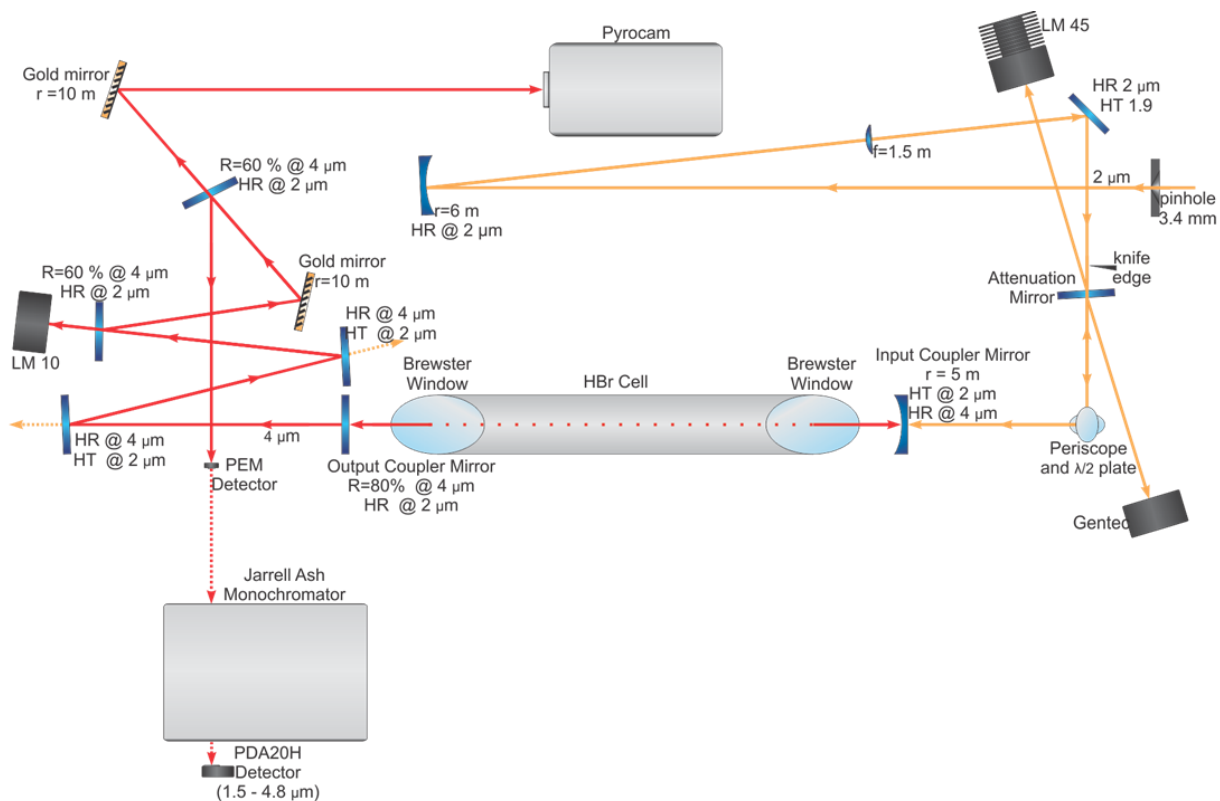 Pyrocam
LM 45
Gold mirror
r =10 m
HR 2 µm
HT 1.9
f=1.5 m
R=60 % @ 4 µm
HR @ 2 µm
2 µm
pinhole
3.4 mm
r=6 m
HR @ 2 µm
Gold mirror
r=10 m
knife
edge
Attenuation
Mirror
R=60 % @ 4 µm
HR @ 2 µm
LM 10
HR @ 4 µm
HT @ 2 µm
Brewster
Window
HBr Cell
Brewster
Window
Input Coupler Mirror
r = 5 m
HT @ 2 µm
HR @ 4 µm
4 µm
HR @ 4 µm
HT @ 2 µm
PEM
Detector
Output Coupler Mirror
R=80% @ 4 µm
HR @ 2 µm
Periscope
and λ/2 plate
Gentec
Jarrell Ash
Monochromator
PDA20H
Detector
(1.5 - 4.8 µm)